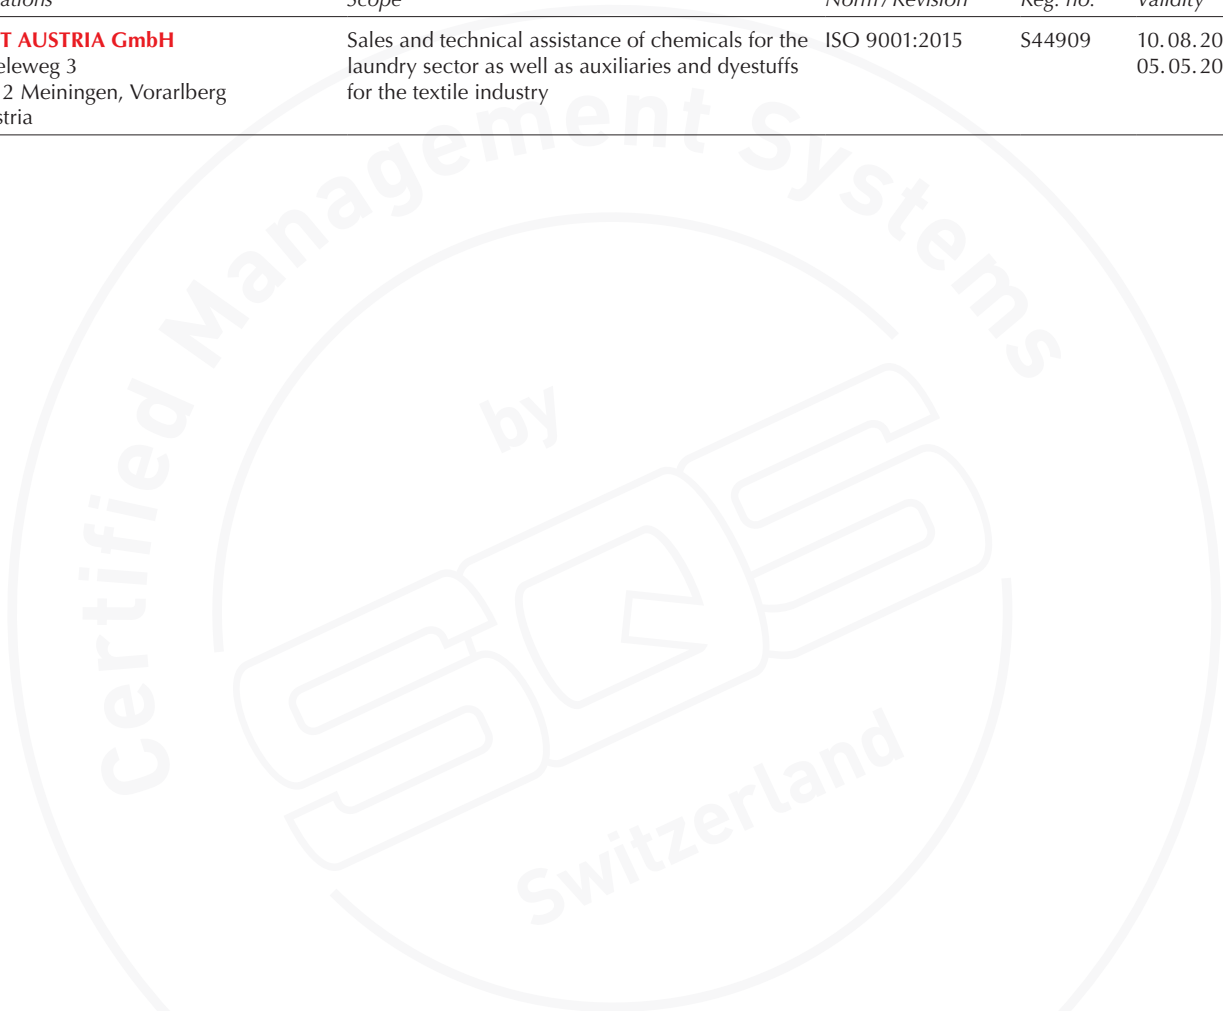 ations Scope Norm / Revision Reg. no. Validity
T AUSTRIA GmbH Sales and technical assistance of chemicals for the ISO 9001:2015 S44909 10.08.20
eleweg 3 laundry sector as well as auxiliaries and dyestuffs 05.05.20
2 Meiningen, Vorarlberg for the textile industry
stria
Certified Management Systems
by
SQS
Switzerland